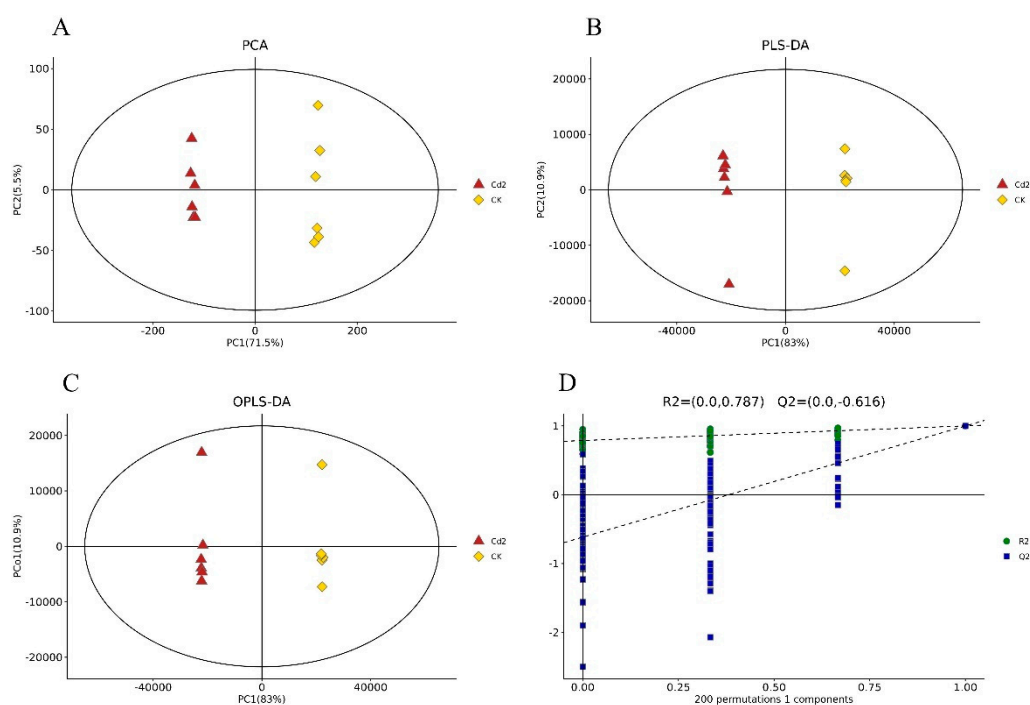 A
PCA
100
50
0
-50
-100
PC2(5.5%)
-200
0
200
PC1(71.5%)
Cd2
CK
B
PLS-DA
20000
10000
0
-10000
-20000
PC2(10.9%)
-40000
0
40000
PC1(83%)
Cd2
CK
C
OPLS-DA
20000
10000
0
-10000
-20000
PCo1(10.9%)
-40000
0
40000
PC1(83%)
Cd2
CK
D
R2=(0.0,0.787) Q2=(0.0,-0.616)
1
0
-1
-2
0.00
0.25
0.50
0.75
1.00
200 permutations 1 components
R2
Q2